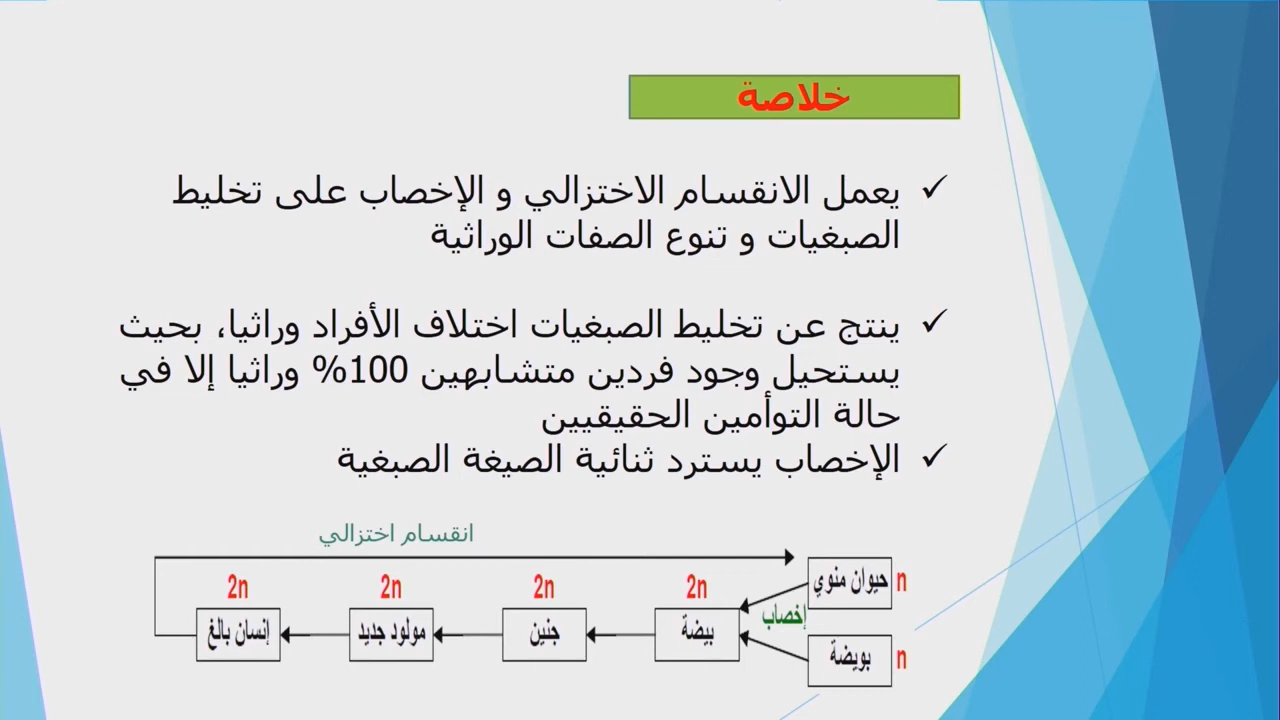 خلاصة
✓ يعمل الانقسام الاختزالي و الإخصاب على تخليط
الصبغيات و تنوع الصفات الوراثية
✓ ينتج عن تخليط الصبغيات اختلاف الأفراد وراثيا، بحيث
يستحيل وجود فردين متشابهين 100% وراثيا إلا في
حالة التوأمين الحقيقيين
✓ الإخصاب يسترد ثنائية الصيغة الصبغية
انقسام اختزالي
n حيوان منوي
2n 2n 2n 2n
إخصاب
بيضة جنين مولود جديد إنسان بالغ
n بويضة